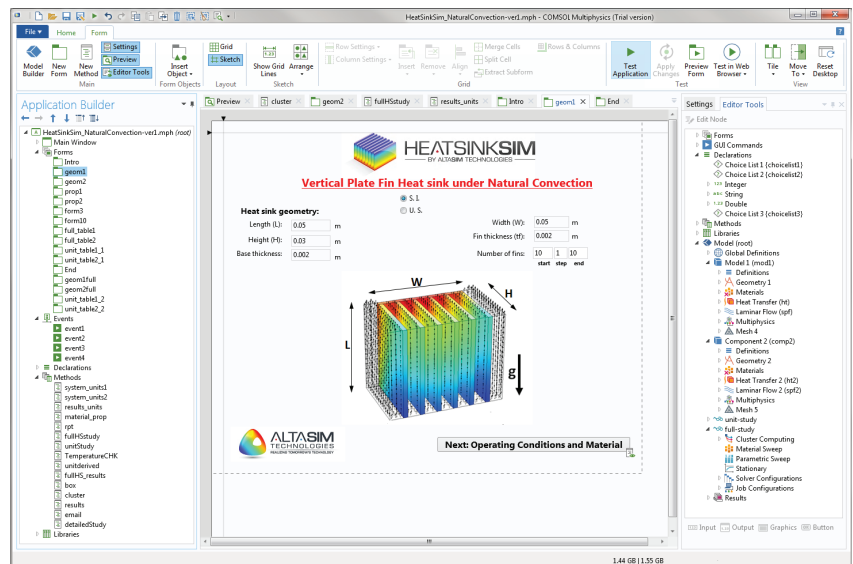 HeatSinkSim_NaturalConvection-ver1.mph - COMSOL Multiphysics (Trial version)
File Home Form
Model Builder
New Form
New Method
Settings
Preview
Editor Tools
Main
Insert Object
Form Objects
Grid
Sketch
Layout
Show Grid Lines
Arrange
Sketch
Row Settings
Column Settings
Insert
Remove
Align
Merge Cells
Split Cell
Extract Subform
Rows & Columns
Grid
Test Application
Apply Changes
Preview Form
Test in Web Browser
Test
Tile
Move To
Reset Desktop
View
Application Builder
HeatSinkSim_NaturalConvection-ver1.mph (root)
Main Window
Forms
Intro
geom1
geom2
prop1
prop2
form3
form10
full_table1
full_table2
unit_table1_1
unit_table2_1
End
geom1full
geom2full
unit_table1_2
unit_table2_2
Events
event1
event2
event3
event4
Declarations
Methods
system_units1
system_units2
results_units
material_prop
rpt
fullHSstudy
unitStudy
TemperatureCHK
unitderived
fullHS_results
box
cluster
results
email
detailedStudy
Libraries
Preview cluster geom2 fullHSstudy results_units Intro geom1 End
HEATSINKSIM
BY ALTASIM TECHNOLOGIES
Vertical Plate Fin Heat sink under Natural Convection
S. I.
U. S.
Heat sink geometry:
Length (L): 0.05 m
Width (W): 0.05 m
Height (H): 0.03 m
Fin thickness (tf): 0.002 m
Base thickness: 0.002 m
Number of fins: 10 1 10
start step end
W
H
L
g
ALTASIM
TECHNOLOGIES
REALIZING TOMORROW'S TECHNOLOGY
Next: Operating Conditions and Material
Settings Editor Tools
Edit Node
Forms
GUI Commands
Declarations
Choice List 1 {choicelist1}
Choice List 2 {choicelist2}
Integer
String
Double
Choice List 3 {choicelist3}
Methods
Libraries
Model (root)
Global Definitions
Model 1 (mod1)
Definitions
Geometry 1
Materials
Heat Transfer (ht)
Laminar Flow (spf)
Multiphysics
Mesh 4
Component 2 (comp2)
Definitions
Geometry 2
Materials
Heat Transfer 2 (ht2)
Laminar Flow 2 (spf2)
Multiphysics
Mesh 5
unit-study
full-study
Cluster Computing
Material Sweep
Parametric Sweep
Stationary
Solver Configurations
Job Configurations
Results
Input Output Graphics Button
1.44 GB | 1.55 GB